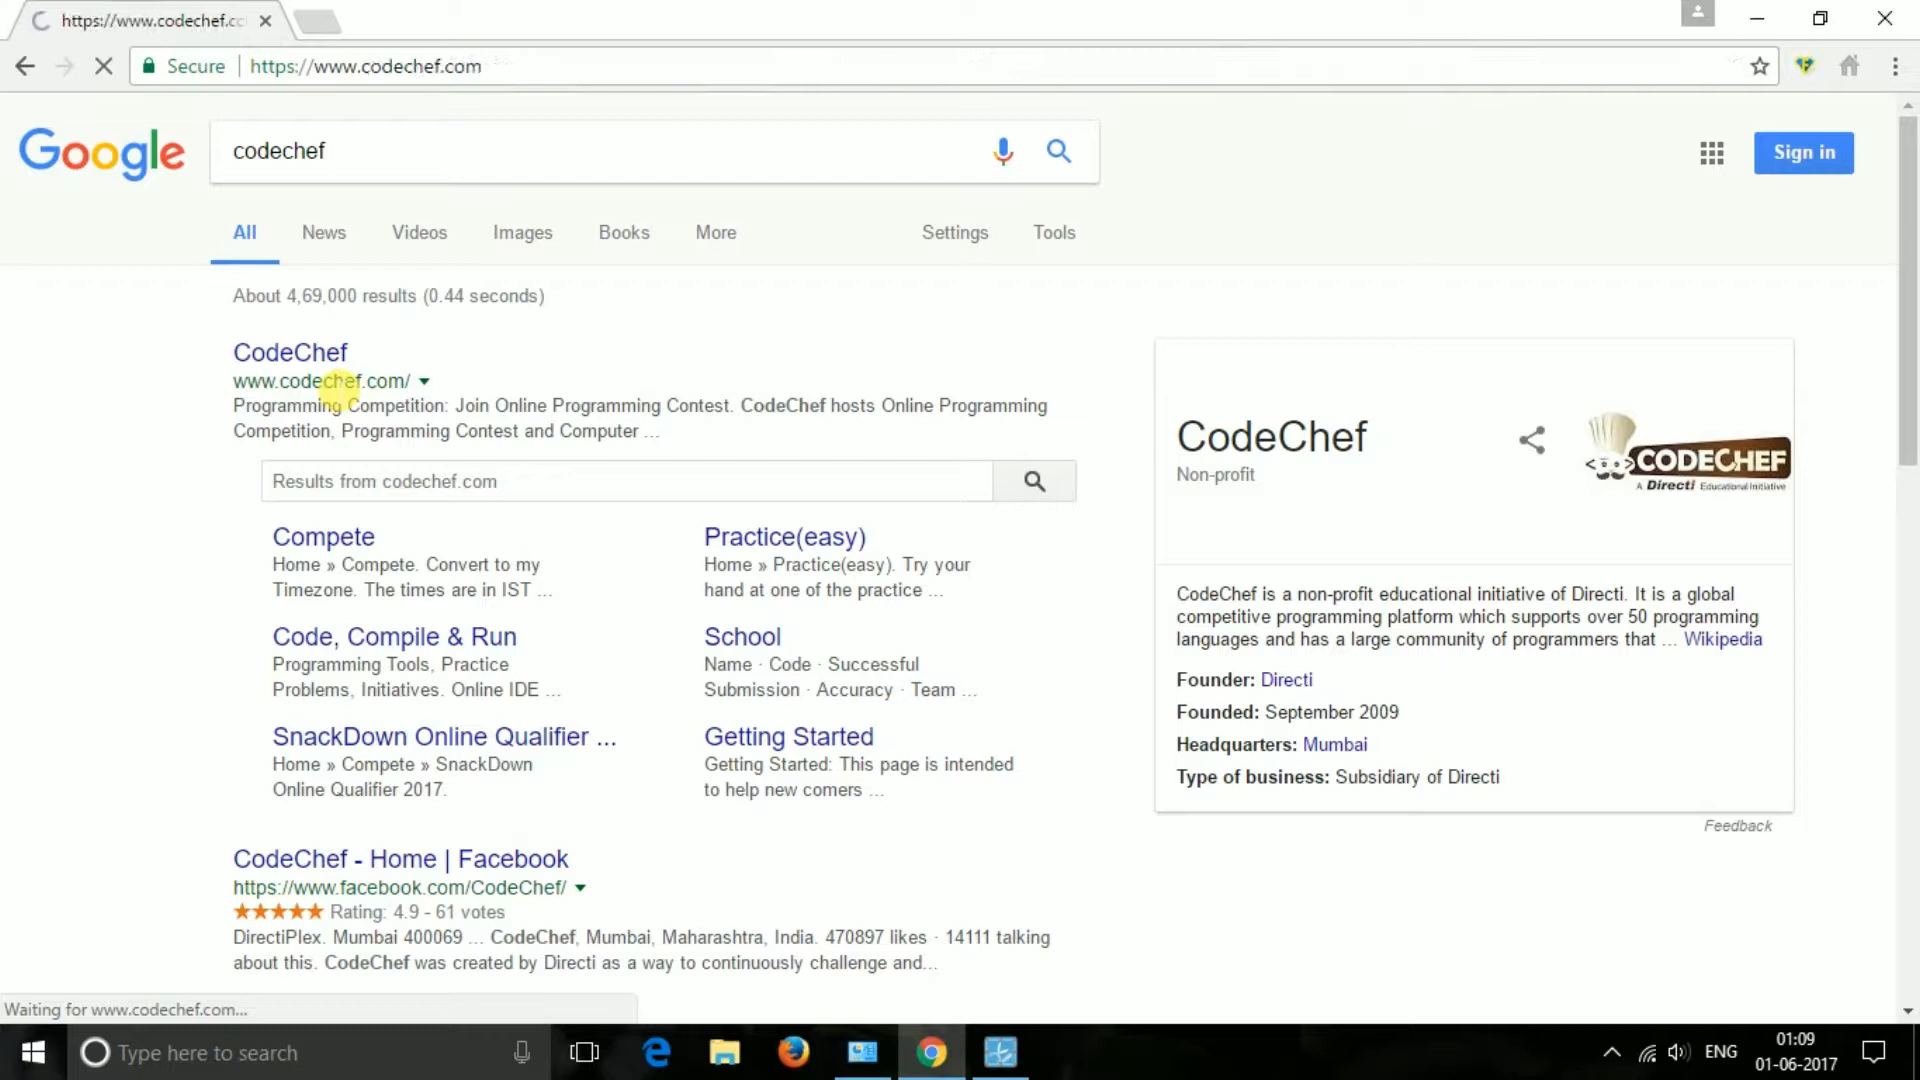 https://www.codechef.cc
Secure | https://www.codechef.com
Google
codechef
Sign in
All News Videos Images Books More Settings Tools
About 4,69,000 results (0.44 seconds)
CodeChef
www.codechef.com/
Programming Competition: Join Online Programming Contest. CodeChef hosts Online Programming
Competition, Programming Contest and Computer ...
Results from codechef.com
Compete
Home » Compete. Convert to my
Timezone. The times are in IST ...
Practice(easy)
Home » Practice(easy). Try your
hand at one of the practice ...
Code, Compile & Run
Programming Tools, Practice
Problems, Initiatives. Online IDE ...
School
Name · Code · Successful
Submission · Accuracy · Team ...
SnackDown Online Qualifier ...
Home » Compete » SnackDown
Online Qualifier 2017.
Getting Started
Getting Started: This page is intended
to help new comers ...
CodeChef - Home | Facebook
https://www.facebook.com/CodeChef/
Rating: 4.9 - 61 votes
DirectiPlex. Mumbai 400069 ... CodeChef, Mumbai, Maharashtra, India. 470897 likes · 14111 talking
about this. CodeChef was created by Directi as a way to continuously challenge and...
CodeChef
Non-profit
CODECHEF
A Directi Educational Initiative
CodeChef is a non-profit educational initiative of Directi. It is a global
competitive programming platform which supports over 50 programming
languages and has a large community of programmers that ... Wikipedia
Founder: Directi
Founded: September 2009
Headquarters: Mumbai
Type of business: Subsidiary of Directi
Feedback
Waiting for www.codechef.com...
Type here to search
ENG
01:09
01-06-2017